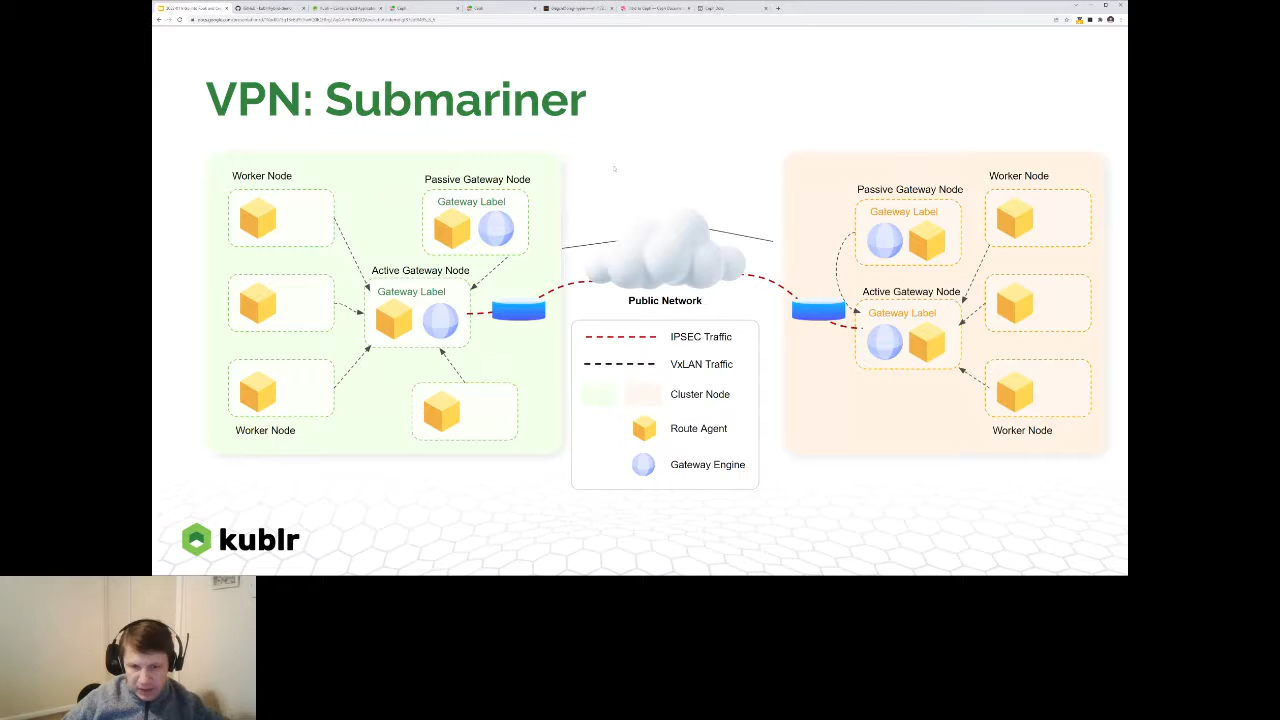 VPN: Submariner
Worker Node
Passive Gateway Node
Gateway Label
Active Gateway Node
Gateway Label
Worker Node
Public Network
IPSEC Traffic
VxLAN Traffic
Cluster Node
Route Agent
Gateway Engine
Passive Gateway Node
Worker Node
Gateway Label
Active Gateway Node
Gateway Label
Worker Node
kublr